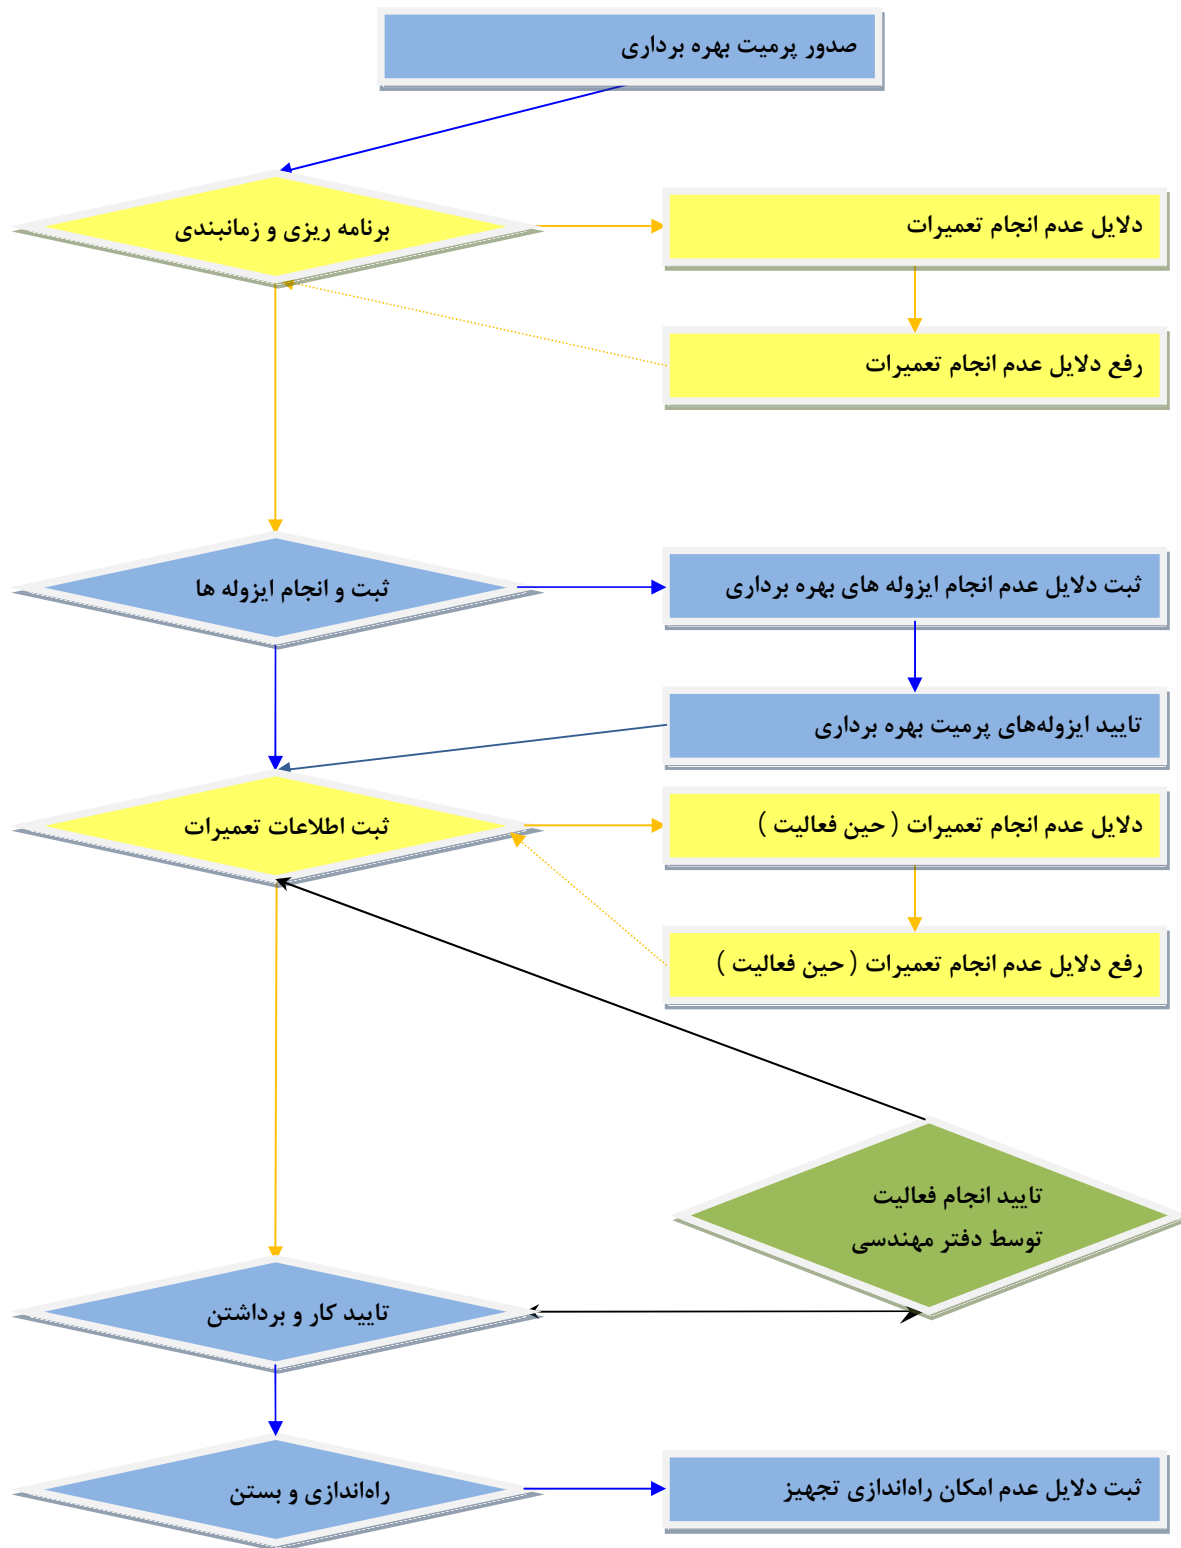 صدور پرمیت بهره برداری
برنامه ریزی و زمانبندی
دلایل عدم انجام تعمیرات
رفع دلایل عدم انجام تعمیرات
ثبت و انجام ایزوله ها
ثبت دلایل عدم انجام ایزوله های بهره برداری
تایید ایزوله‌های پرمیت بهره برداری
ثبت اطلاعات تعمیرات
دلایل عدم انجام تعمیرات ( حین فعالیت )
رفع دلایل عدم انجام تعمیرات ( حین فعالیت )
تایید انجام فعالیت
توسط دفتر مهندسی
تایید کار و برداشتن
راه‌اندازی و بستن
ثبت دلایل عدم امکان راه‌اندازی تجهیز